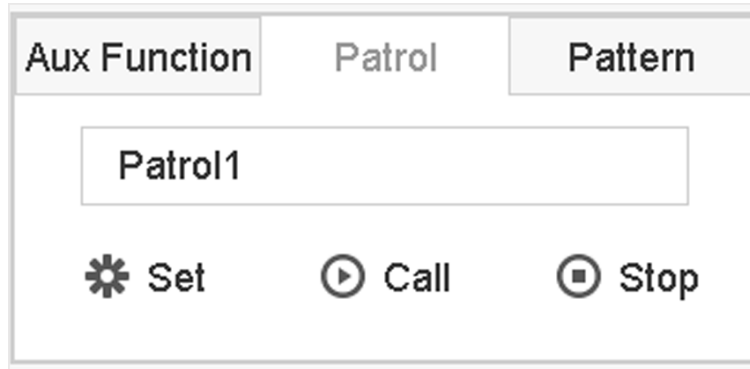 Aux Function Patrol Pattern
Patrol1
Set Call Stop